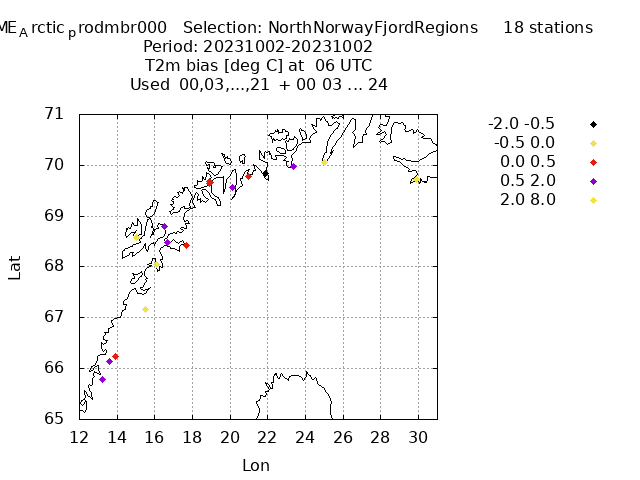 ME_A rctic_p rodmbr000 Selection: NorthNorwayFjordRegions 18 stations
Period: 20231002-20231002
T2m bias [deg C] at 06 UTC
Used 00,03,...,21 + 00 03 ... 24
71
70
69
68
67
66
65
Lat
12 14 16 18 20 22 24 26 28 30
Lon
-2.0 -0.5
-0.5 0.0
0.0 0.5
0.5 2.0
2.0 8.0